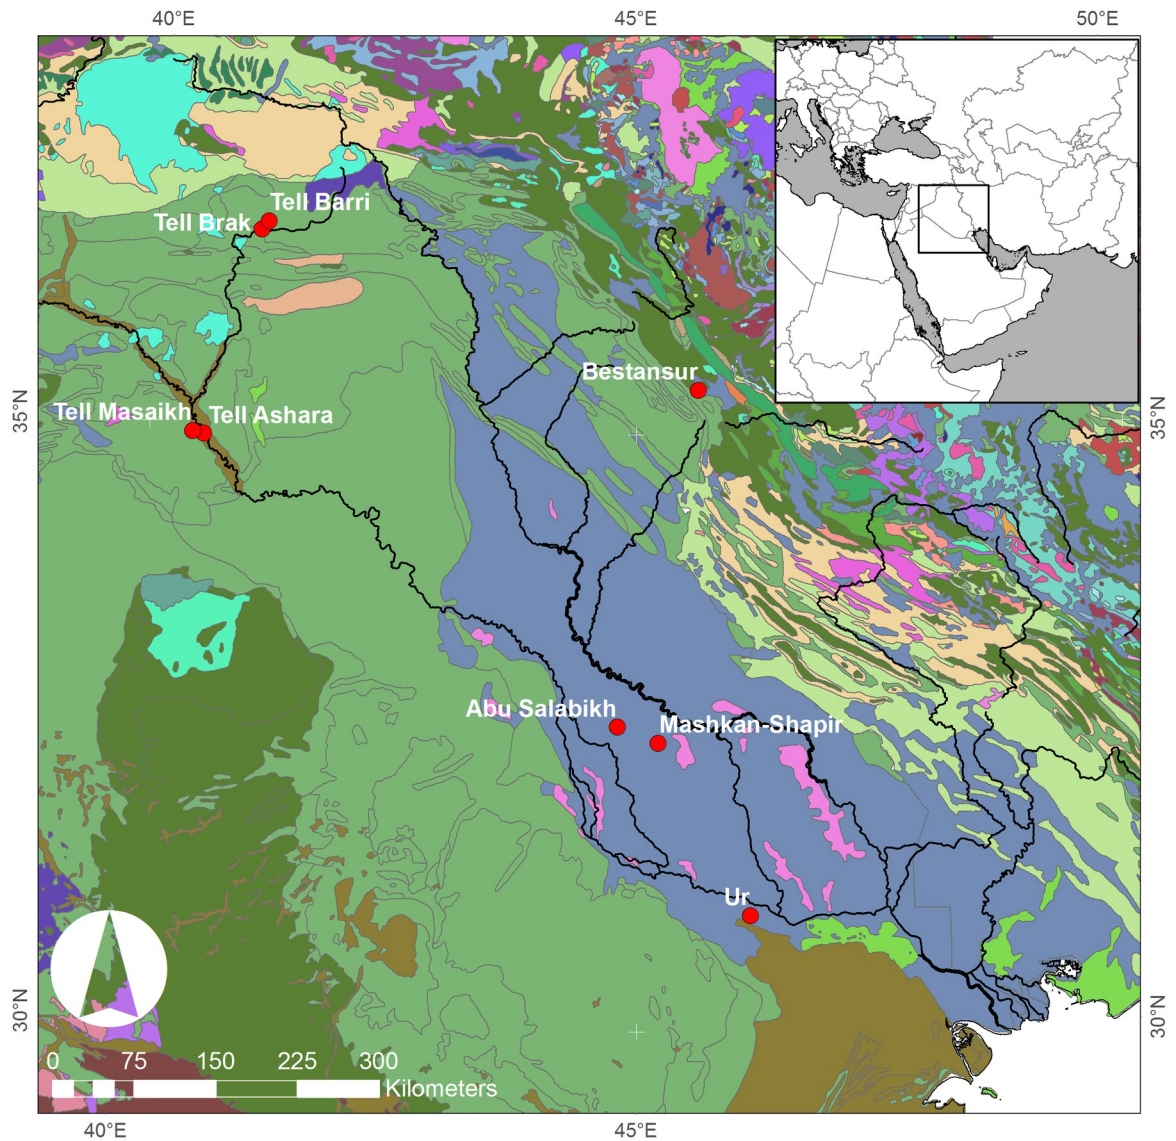 40°E 45°E 50°E
Tell Barri
Tell Brak
35°N
35°N
Bestansur
Tell Masaikh
Tell Ashara
Abu Salabikh
Mashkan-Shapir
Ur
30°N
30°N
0 75 150 225 300
Kilometers
40°E 45°E